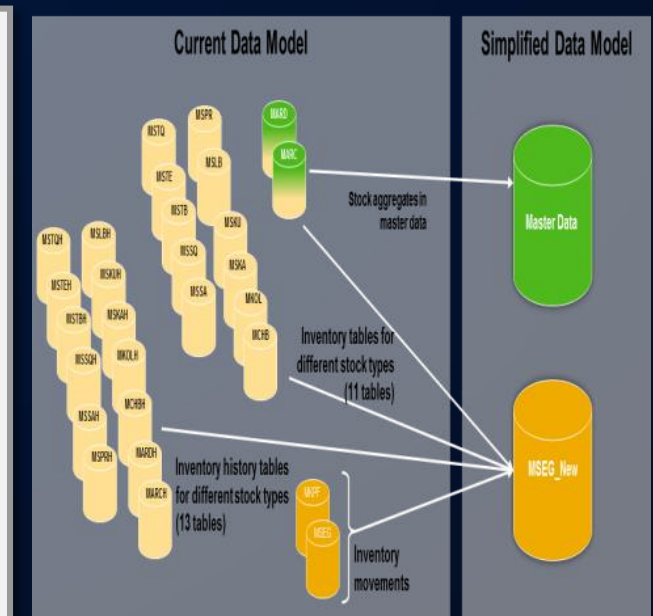 Current Data Model
Simplified Data Model
MSPR
MARD
MSTQ
MARC
MSLB
MSTE
Stock aggregates in
master data
Master Data
MSTB
MSKU
MSTQH
MSLBH
MSSQ
MSKA
MSTEH
MSKUH
MSSA
MKOL
MSTBH
MSKAH
MCHB
MSSQH
MKOLH
Inventory tables for
different stock types
(11 tables)
MCHBH
MSSAH
MARDH
MSPRH
MARCH
Inventory history tables
for different stock types
(13 tables)
MKPF
MSEG
Inventory
movements
MSEG_New